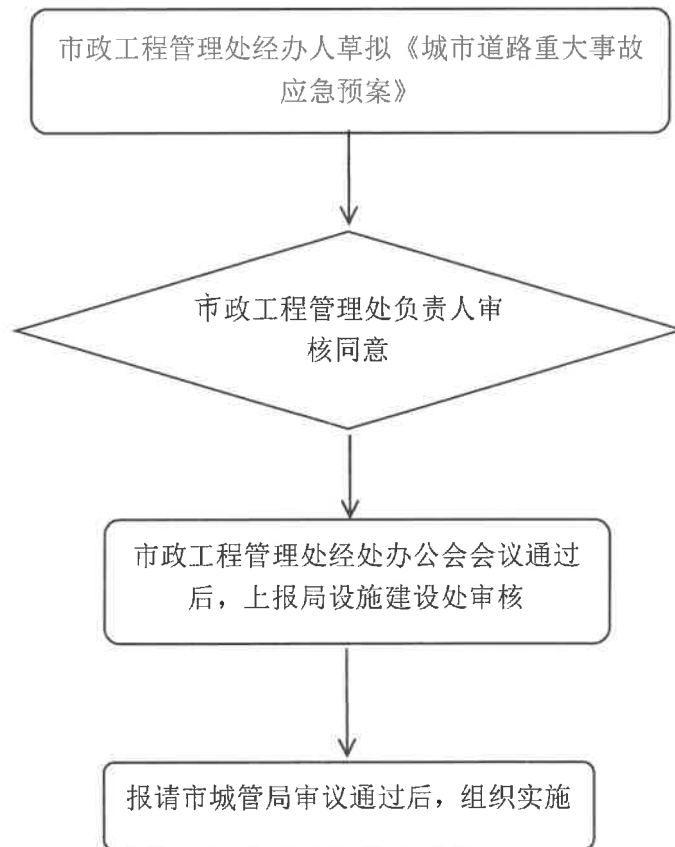 市政工程管理处经办人草拟《城市道路重大事故
应急预案》
市政工程管理处负责人审
核同意
市政工程管理处经处办公会会议通过
后，上报局设施建设处审核
报请市城管局审议通过后，组织实施